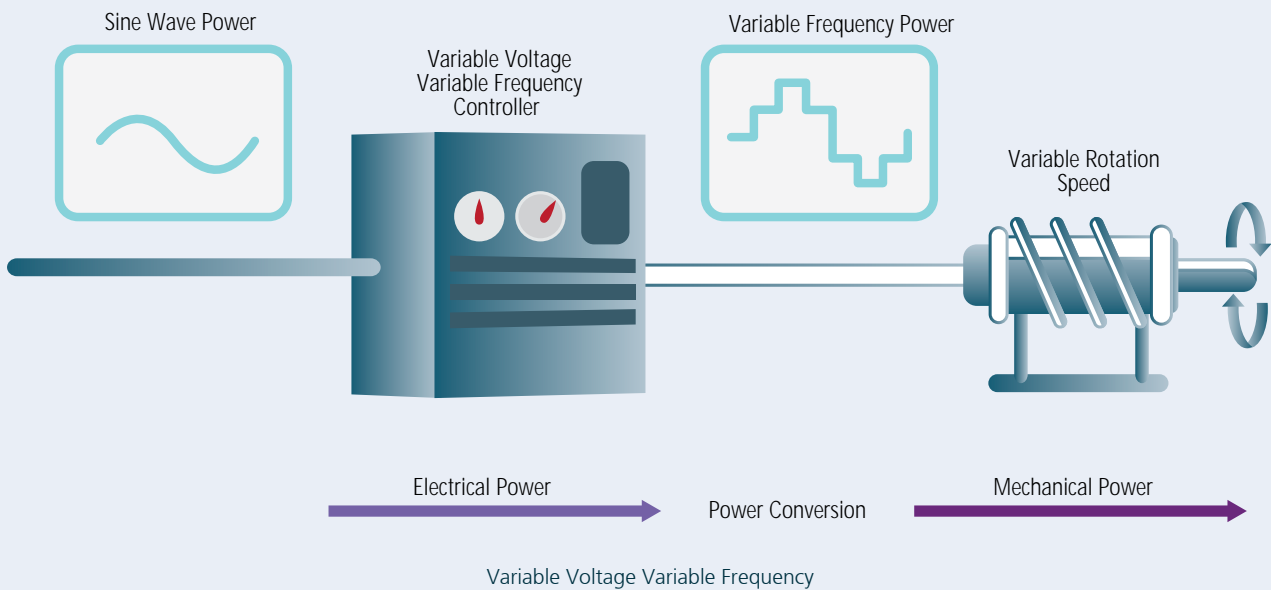 Sine Wave Power
Variable Voltage
Variable Frequency
Controller
Variable Frequency Power
Variable Rotation
Speed
Electrical Power
Power Conversion
Mechanical Power
Variable Voltage Variable Frequency